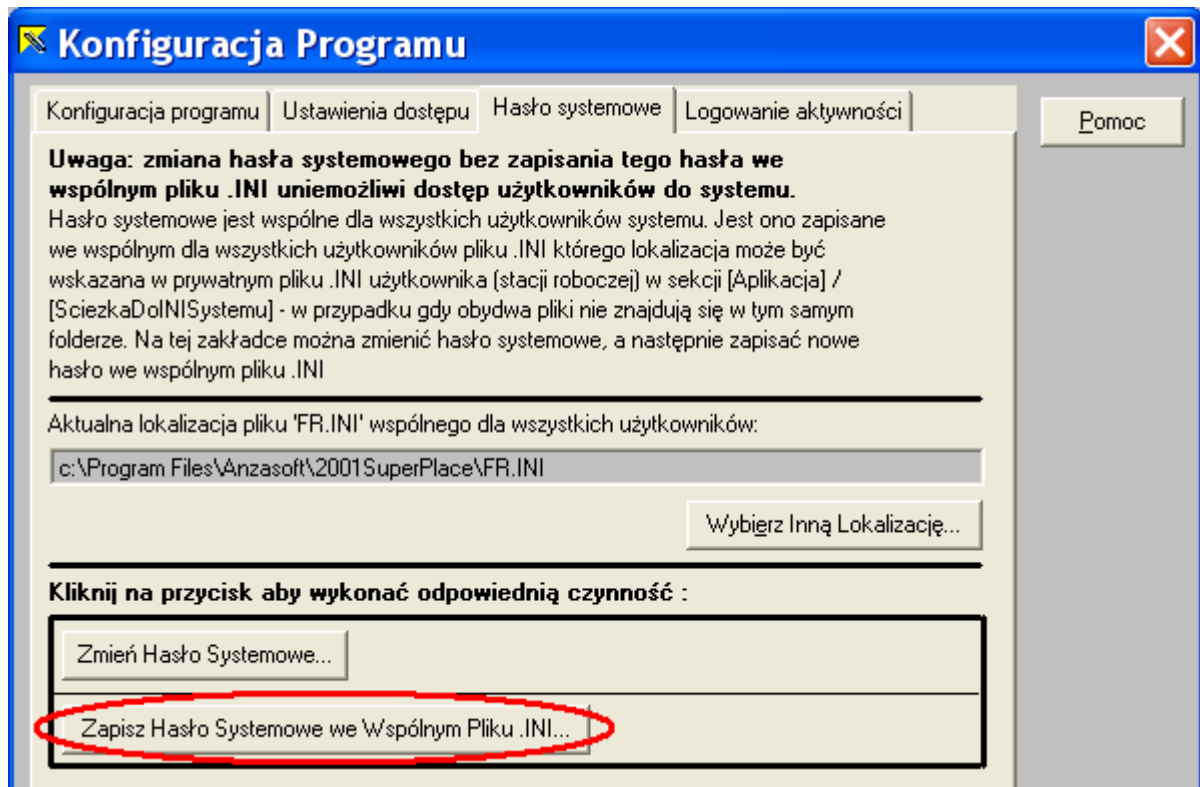 Konfiguracja Programu
Konfiguracja programu
Ustawienia dostępu
Hasło systemowe
Logowanie aktywności
Pomoc
Uwaga: zmiana hasła systemowego bez zapisania tego hasła we
wspólnym pliku .INI uniemożliwi dostęp użytkowników do systemu.
Hasło systemowe jest wspólne dla wszystkich użytkowników systemu. Jest ono zapisane
we wspólnym dla wszystkich użytkowników pliku .INI którego lokalizacja może być
wskazana w prywatnym pliku .INI użytkownika (stacji roboczej) w sekcji [Aplikacja] /
[SciezkaDoINISystemu] - w przypadku gdy obydwa pliki nie znajdują się w tym samym
folderze. Na tej zakładce można zmienić hasło systemowe, a następnie zapisać nowe
hasło we wspólnym pliku .INI
Aktualna lokalizacja pliku 'FR.INI' wspólnego dla wszystkich użytkowników:
c:\Program Files\Anzasoft\2001SuperPlace\FR.INI
Wybierz Inną Lokalizację...
Kliknij na przycisk aby wykonać odpowiednią czynność :
Zmień Hasło Systemowe...
Zapisz Hasło Systemowe we Wspólnym Pliku .INI...